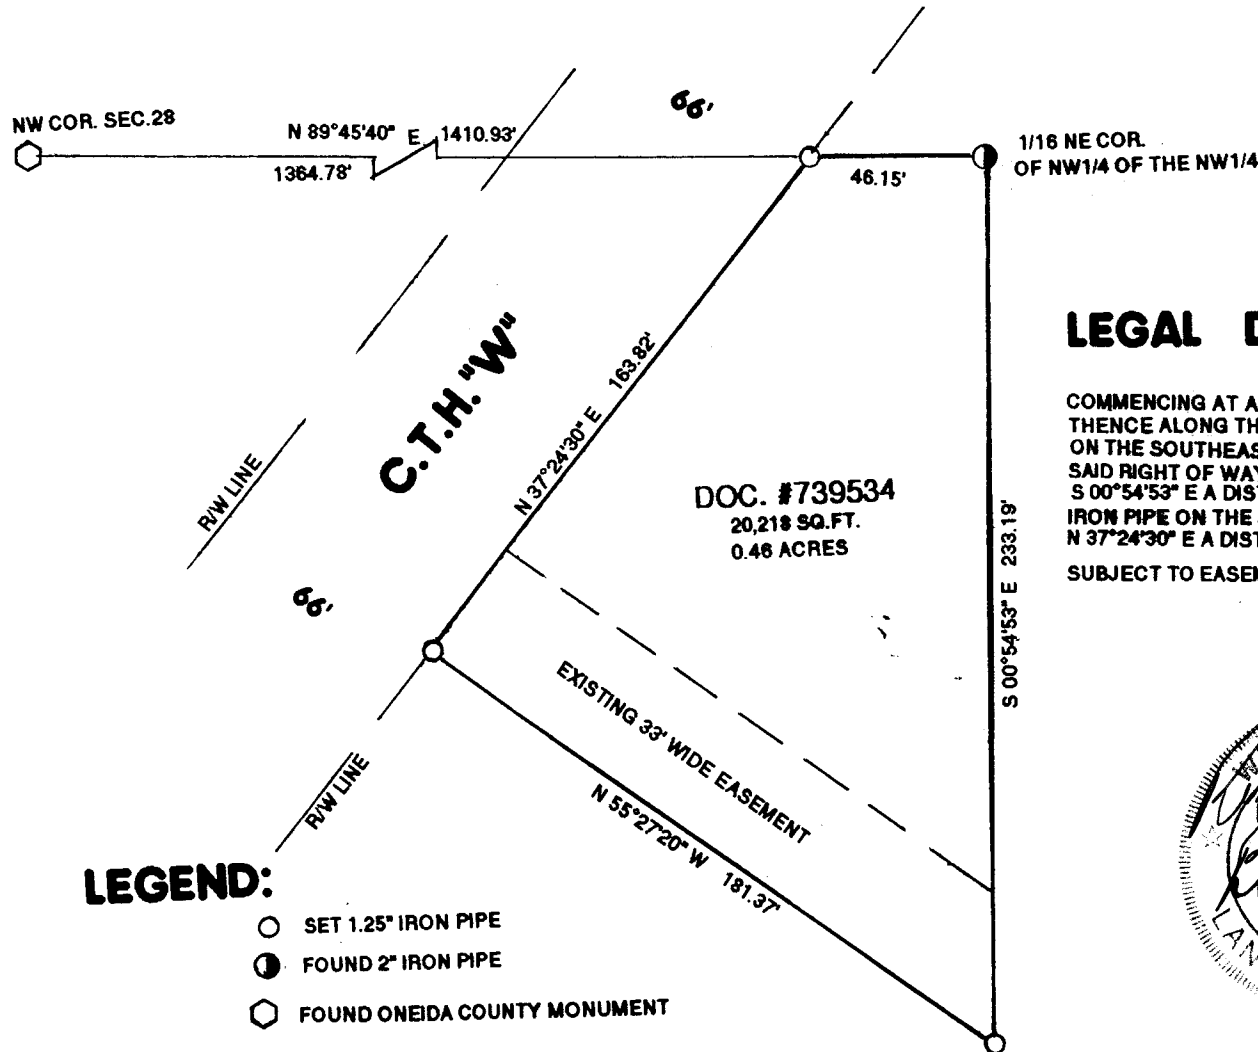 66'
NW COR. SEC.28
N 89°45'40" E 1410.93'
1364.78'
46.15'
1/16 NE COR.
OF NW1/4 OF THE NW1/4
C.T.H. "W"
N 37°24'30" E 163.82'
R/W LINE
66'
DOC. #739534
20,218 SQ.FT.
0.46 ACRES
S 00°54'53" E 233.19'
LEGAL D
COMMENCING AT A
THENCE ALONG TH
ON THE SOUTHEAS
SAID RIGHT OF WAY
S 00°54'53" E A DIS
IRON PIPE ON THE
N 37°24'30" E A DIST
SUBJECT TO EASEM
EXISTING 33' WIDE EASEMENT
N 55°27'20" W 181.37'
R/W LINE
LEGEND:
SET 1.25" IRON PIPE
FOUND 2" IRON PIPE
FOUND ONEIDA COUNTY MONUMENT
LAN